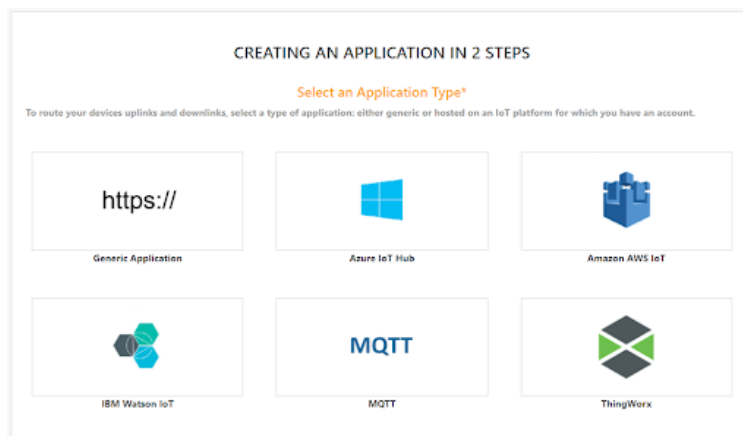 CREATING AN APPLICATION IN 2 STEPS
Select an Application Type*
To route your devices uplinks and downlinks, select a type of application: either generic or hosted on an IoT platform for which you have an account.
https://
Generic Application
Azure IoT Hub
Amazon AWS IoT
MQTT
IBM Watson IoT
MQTT
ThingWorx